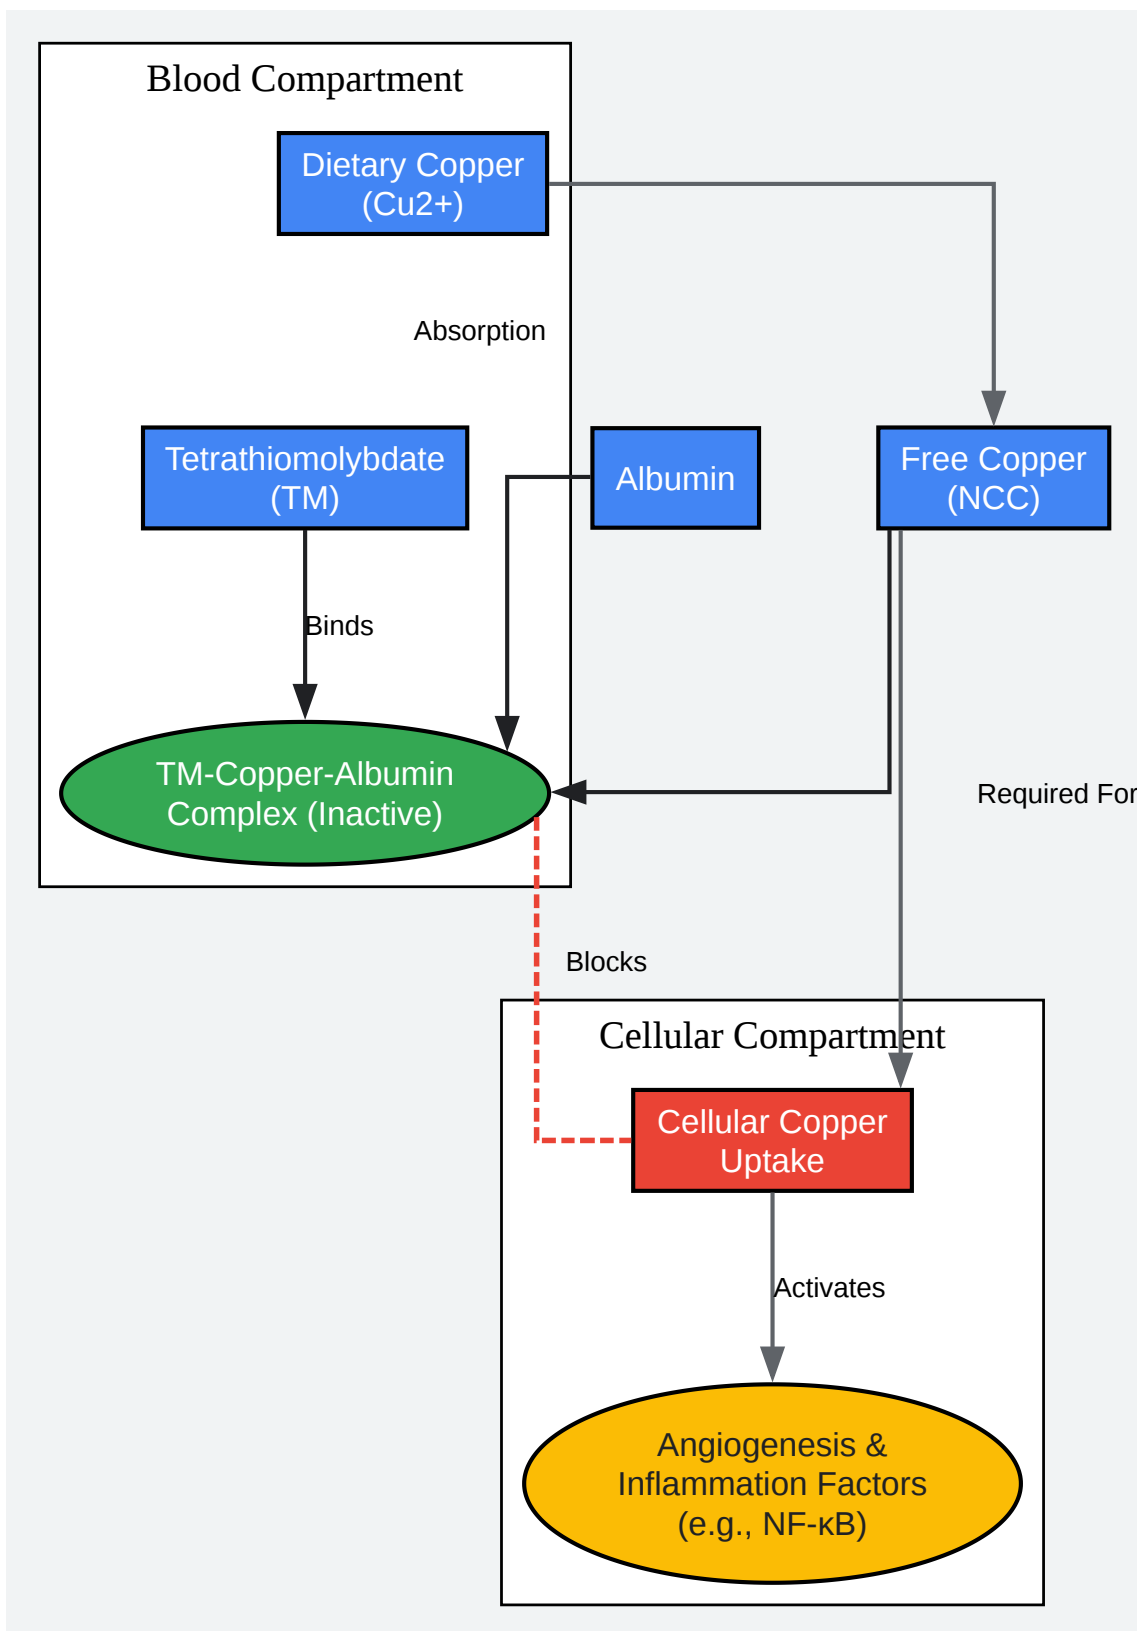 Blood Compartment
Dietary Copper
(Cu2+)
Absorption
Tetrathiomolybdate
(TM)
Albumin
Free Copper
(NCC)
Binds
TM-Copper-Albumin
Complex (Inactive)
Required For
Blocks
Cellular Compartment
Cellular Copper
Uptake
Activates
Angiogenesis &
Inflammation Factors
(e.g., NF-κB)